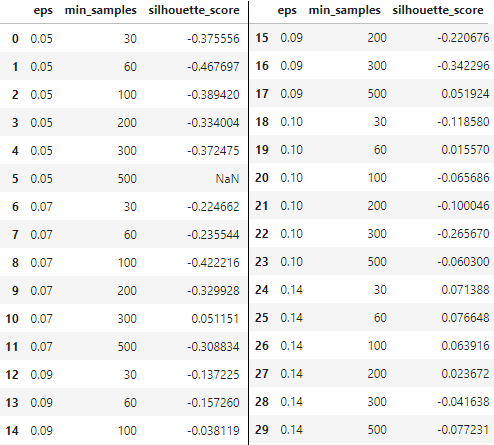 eps min_samples silhouette_score
0 0.05 30 -0.375556
1 0.05 60 -0.467697
2 0.05 100 -0.389420
3 0.05 200 -0.334004
4 0.05 300 -0.372475
5 0.05 500 NaN
6 0.07 30 -0.224662
7 0.07 60 -0.235544
8 0.07 100 -0.422216
9 0.07 200 -0.329928
10 0.07 300 0.051151
11 0.07 500 -0.308834
12 0.09 30 -0.137225
13 0.09 60 -0.157260
14 0.09 100 -0.038119
eps min_samples silhouette_score
15 0.09 200 -0.220676
16 0.09 300 -0.342296
17 0.09 500 0.051924
18 0.10 30 -0.118580
19 0.10 60 0.015570
20 0.10 100 -0.065686
21 0.10 200 -0.100046
22 0.10 300 -0.265670
23 0.10 500 -0.060300
24 0.14 30 0.071388
25 0.14 60 0.076648
26 0.14 100 0.063916
27 0.14 200 0.023672
28 0.14 300 -0.041638
29 0.14 500 -0.077231